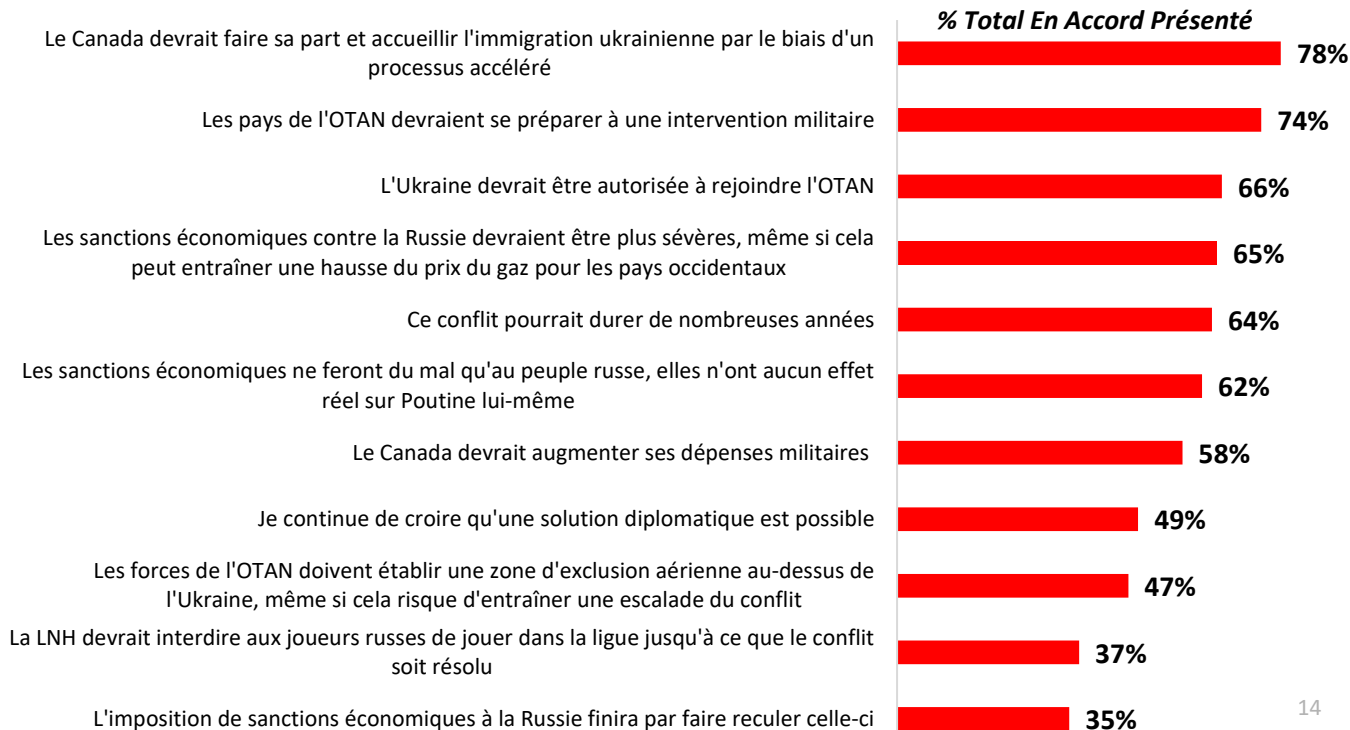 % Total En Accord Présenté
Le Canada devrait faire sa part et accueillir l'immigration ukrainienne par le biais d'un
processus accéléré
78%
Les pays de l'OTAN devraient se préparer à une intervention militaire
74%
L'Ukraine devrait être autorisée à rejoindre l'OTAN
66%
Les sanctions économiques contre la Russie devraient être plus sévères, même si cela
peut entraîner une hausse du prix du gaz pour les pays occidentaux
65%
Ce conflit pourrait durer de nombreuses années
64%
Les sanctions économiques ne feront du mal qu'au peuple russe, elles n'ont aucun effet
réel sur Poutine lui-même
62%
Le Canada devrait augmenter ses dépenses militaires
58%
Je continue de croire qu'une solution diplomatique est possible
49%
Les forces de l'OTAN doivent établir une zone d'exclusion aérienne au-dessus de
l'Ukraine, même si cela risque d'entraîner une escalade du conflit
47%
La LNH devrait interdire aux joueurs russes de jouer dans la ligue jusqu'à ce que le conflit
soit résolu
37%
L'imposition de sanctions économiques à la Russie finira par faire reculer celle-ci
35%
14